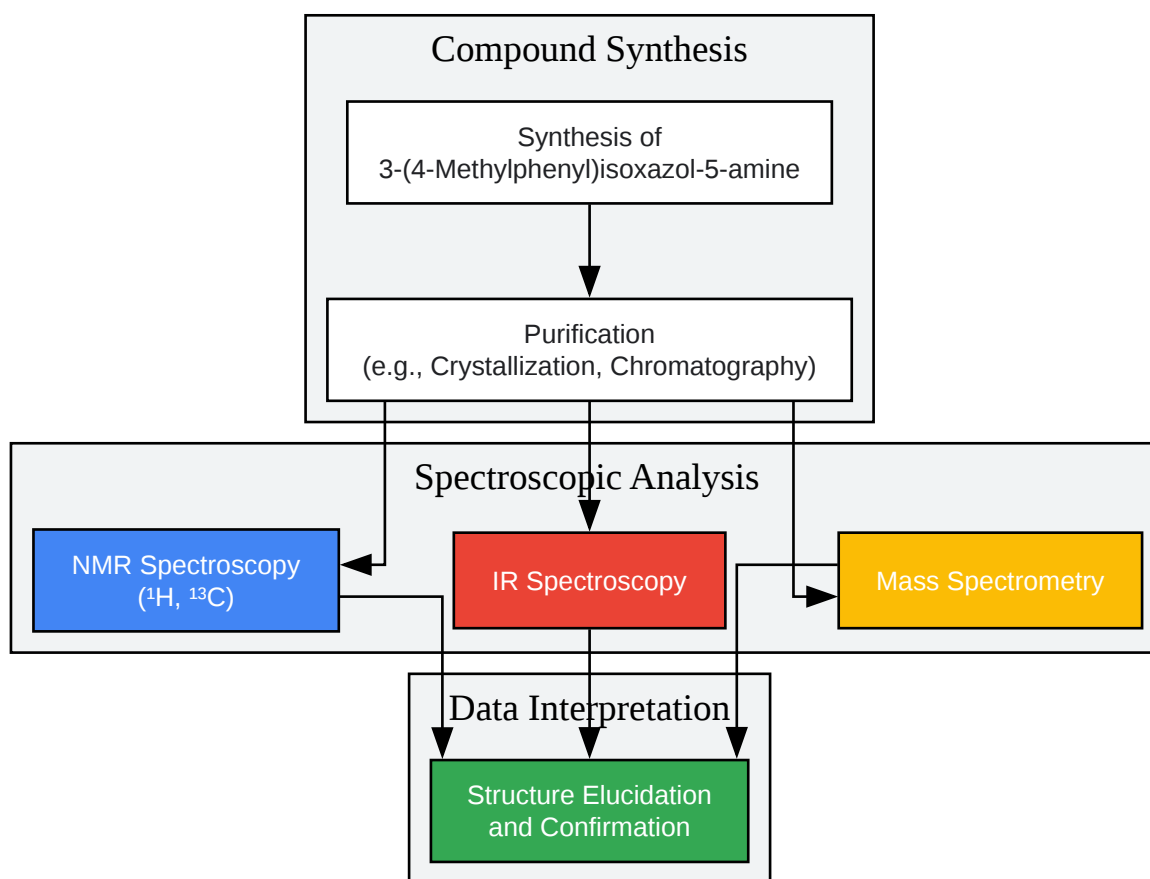 Compound Synthesis
Synthesis of
3-(4-Methylphenyl)isoxazol-5-amine
Purification
(e.g., Crystallization, Chromatography)
Spectroscopic Analysis
NMR Spectroscopy
(¹H, ¹³C)
IR Spectroscopy
Mass Spectrometry
Data Interpretation
Structure Elucidation
and Confirmation